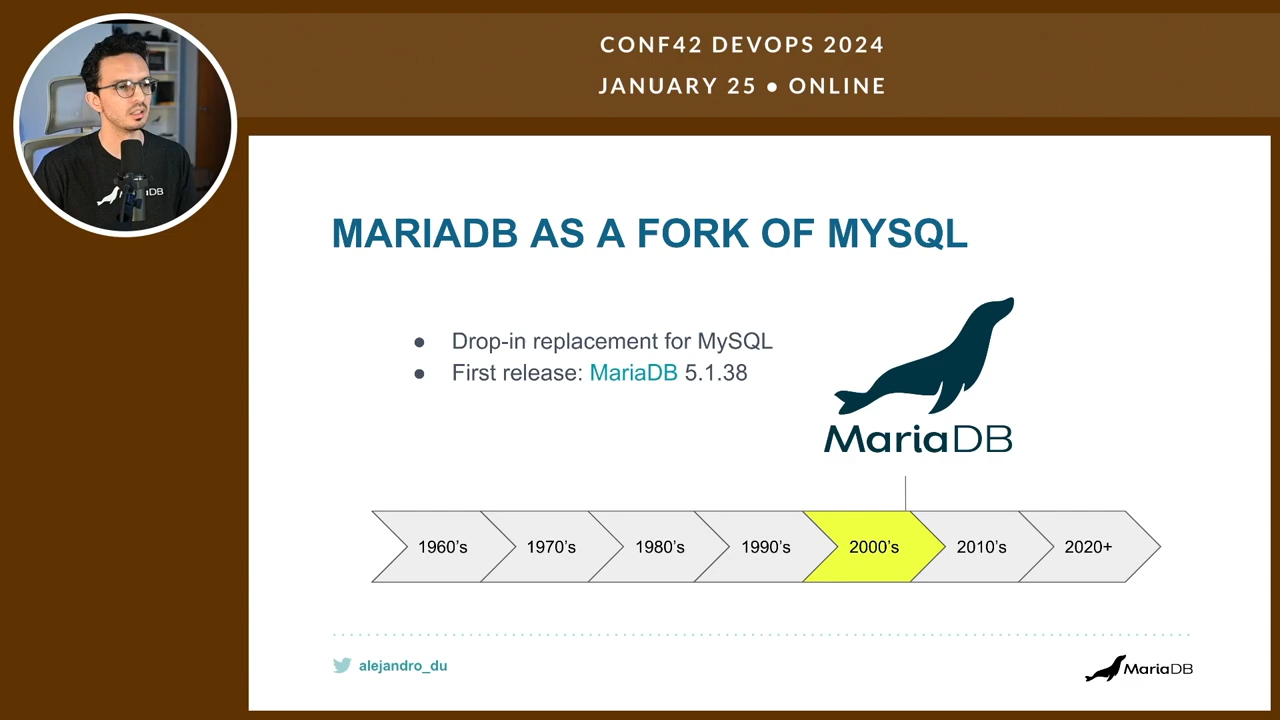 CONF42 DEVOPS 2024
JANUARY 25 ● ONLINE
MARIADB AS A FORK OF MYSQL
● Drop-in replacement for MySQL
● First release: MariaDB 5.1.38
MariaDB
1960's 1970's 1980's 1990's 2000's 2010's 2020+
alejandro_du
MariaDB